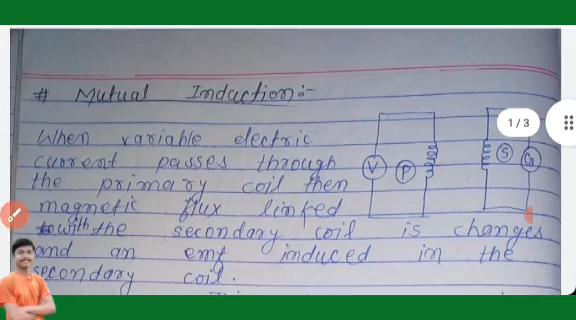 # Mutual Induction:-
1 / 3
When variable electric
current passes through
the primary coil then
magnetic flux linked
with the secondary coil is changes
and an emf induced in the
secondary coil.
V
P
S
G